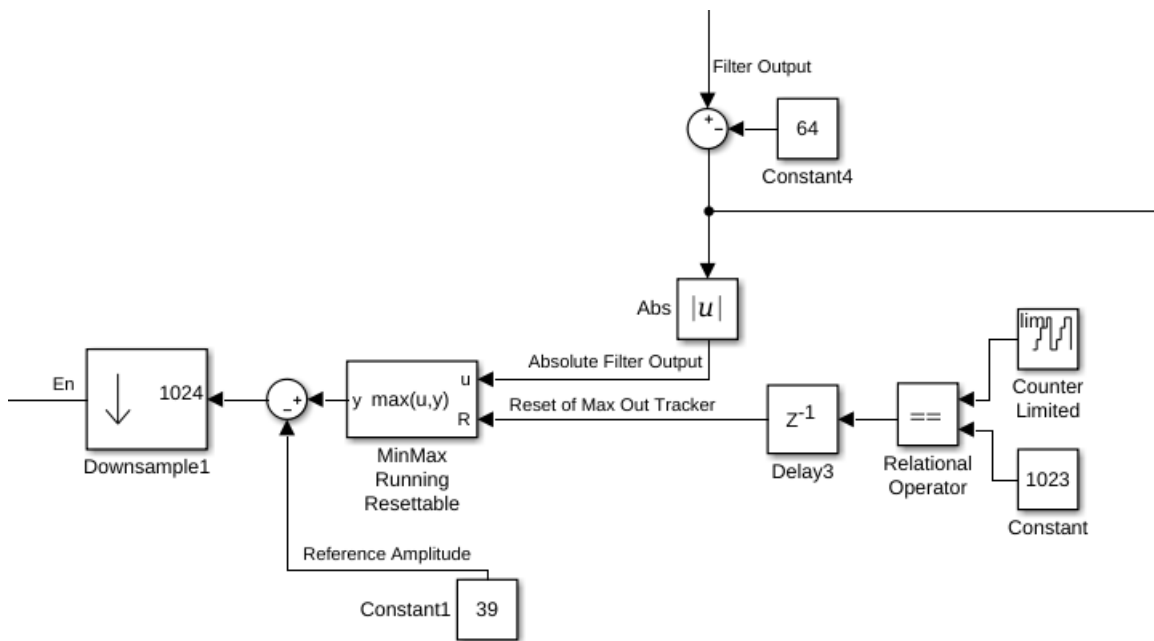 Filter Output
+
−
64
Constant4
Abs
|u|
lim
Counter
Limited
Absolute Filter Output
En
1024
Downsample1
−
+
y
max(u,y)
u
R
MinMax
Running
Resettable
Reset of Max Out Tracker
Z-1
Delay3
==
Relational
Operator
1023
Constant
Reference Amplitude
Constant1
39